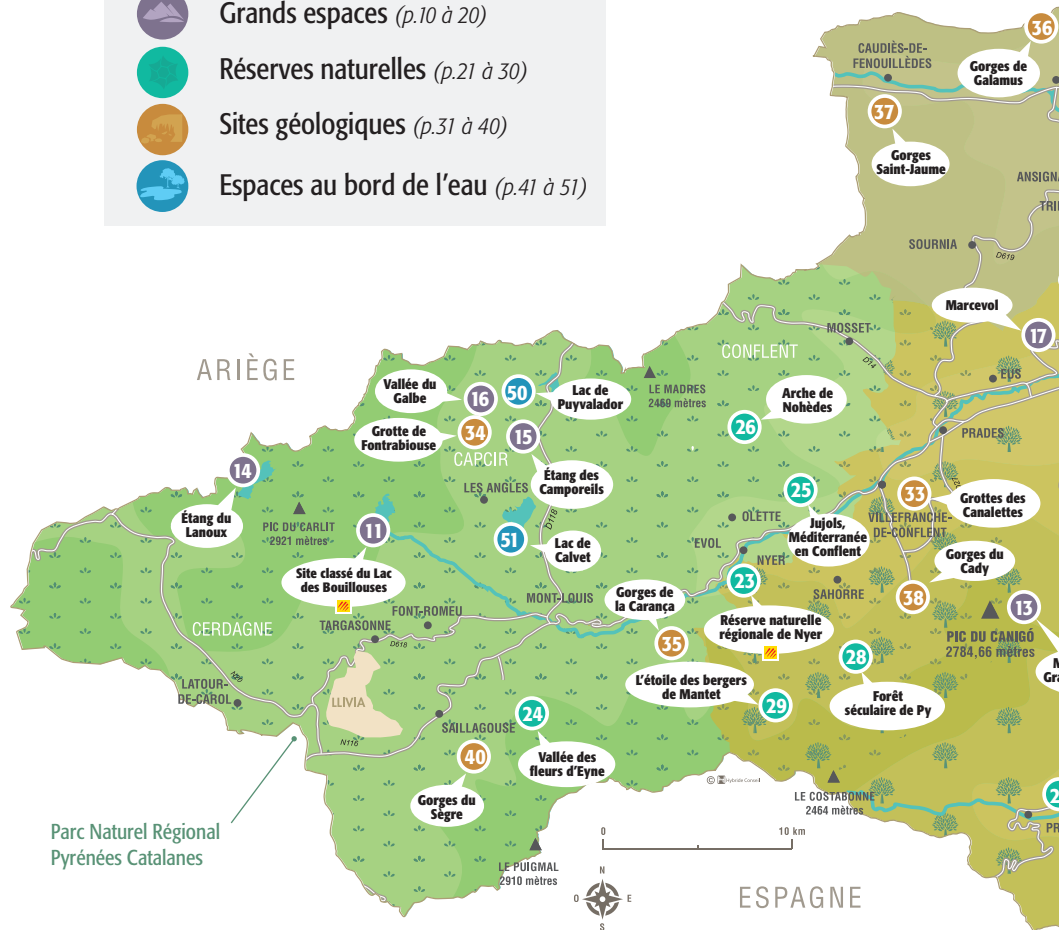 Grands espaces (p.10 à 20)
Réserves naturelles (p.21 à 30)
Sites géologiques (p.31 à 40)
Espaces au bord de l'eau (p.41 à 51)
36
CAUDIÈS-DE-
FENOUILLÈDES
Gorges de
Galamus
37
Gorges
Saint-Jaume
SOURNIA
D619
Marcevol
17
MOSSET
D14
CONFLENT
EUS
ARIÈGE
LE MADRES
2469 mètres
Vallée du
Galbe
16
50
Lac de
Puyvalador
Arche de
Nohèdes
26
Grotte de
Fontrabiouse
34
15
CAPCIR
PRADES
14
Étang du
Lanoux
PIC DU CARLIT
2921 mètres
11
LES ANGLES
Étang des
Camporeils
D118
51
Lac de
Calvet
25
Jujols,
Méditerranée
en Conflent
OLETTE
EVOL
NYER
33
Grottes des
Canalettes
VILLEFRANCHE-
DE-CONFLENT
Gorges du
Cady
38
Site classé du Lac
des Bouillouses
MONT-LOUIS
FONT-ROMEU
TARGASONNE
D618
Gorges de
la Carança
35
23
Réserve naturelle
régionale de Nyer
SAHORRE
13
PIC DU CANIGÓ
2784,66 mètres
CERDAGNE
LATOUR-
DE-CAROL
LLIVIA
N116
SAILLAGOUSE
24
Vallée des
fleurs d'Eyne
L'étoile des bergers
de Mantet
29
28
Forêt
séculaire de Py
40
Gorges du
Sègre
© Hybride Conseil
LE COSTABONNE
2464 mètres
Parc Naturel Régional
Pyrénées Catalanes
LE PUIGMAL
2910 mètres
0 10 km
N
O E
S
ESPAGNE